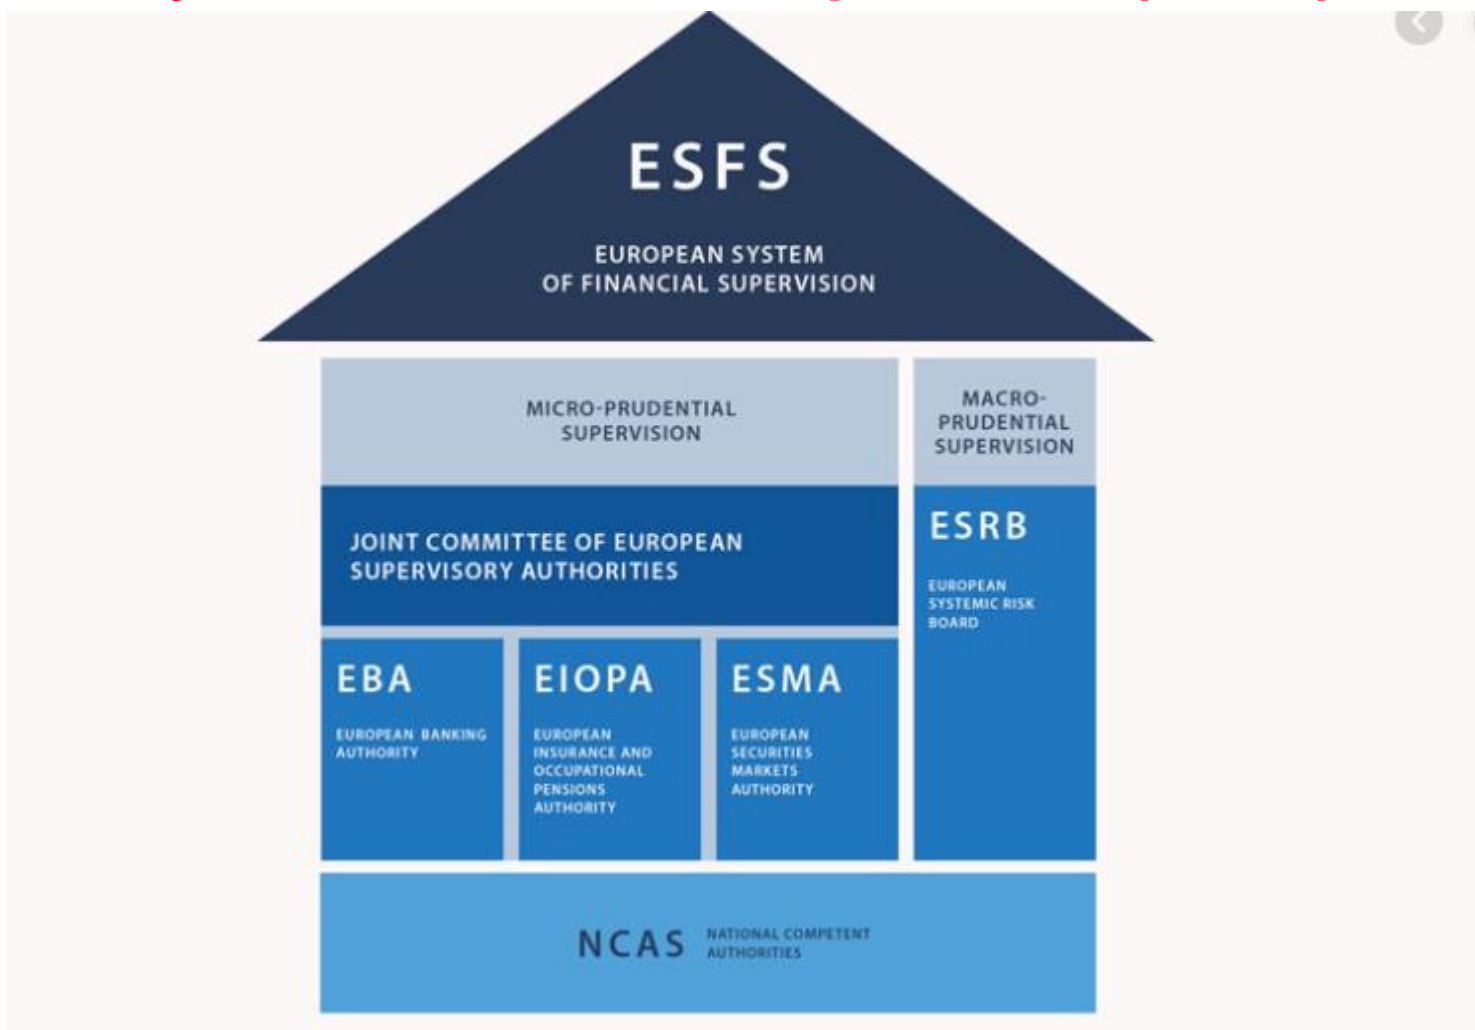 ESFS
EUROPEAN SYSTEM
OF FINANCIAL SUPERVISION
MICRO-PRUDENTIAL
SUPERVISION
MACRO-
PRUDENTIAL
SUPERVISION
JOINT COMMITTEE OF EUROPEAN
SUPERVISORY AUTHORITIES
ESRB
EUROPEAN
SYSTEMIC RISK
BOARD
EBA
EUROPEAN BANKING
AUTHORITY
EIOPA
EUROPEAN
INSURANCE AND
OCCUPATIONAL
PENSIONS
AUTHORITY
ESMA
EUROPEAN
SECURITIES
MARKETS
AUTHORITY
NCAS
NATIONAL COMPETENT
AUTHORITIES